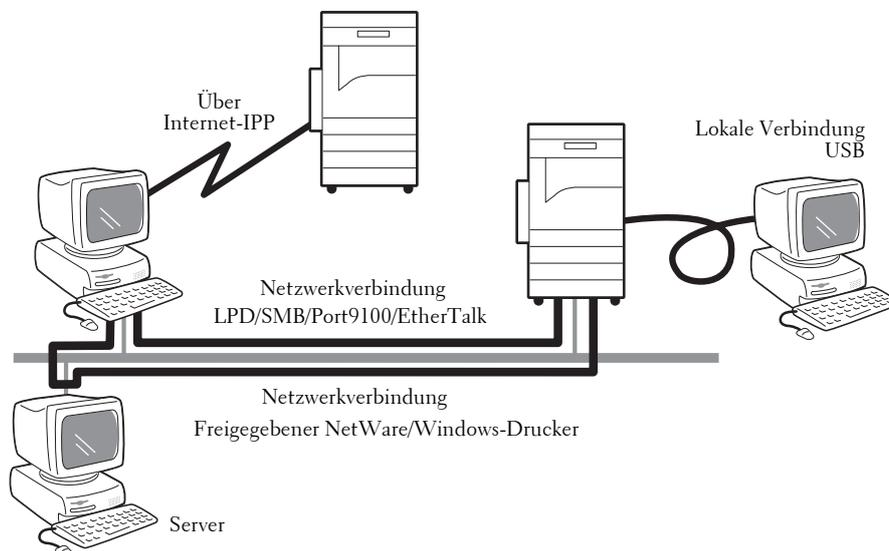 Über
Internet-IPP
Lokale Verbindung
USB
Netzwerkverbindung
LPD/SMB/Port9100/EtherTalk
Netzwerkverbindung
Freigegebener NetWare/Windows-Drucker
Server